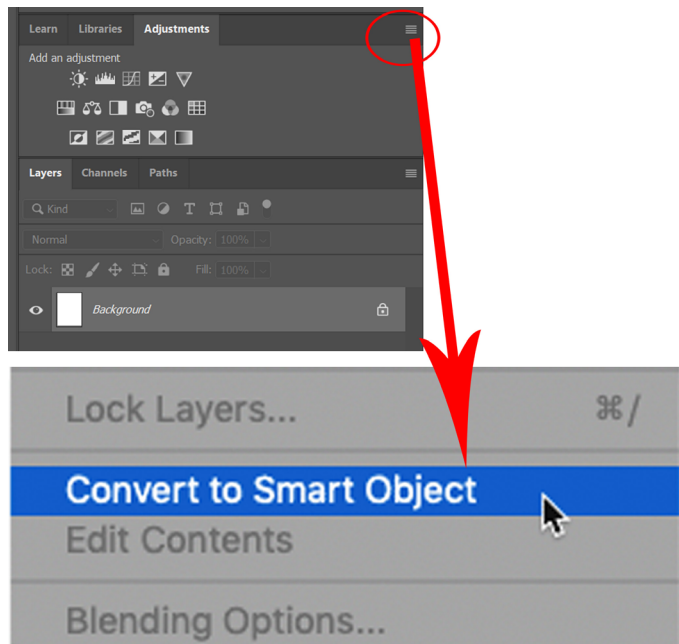 Learn Libraries Adjustments
Add an adjustment
Layers Channels Paths
Kind
Normal Opacity: 100%
Lock: Fill: 100%
Background
Lock Layers... ⌘/
Convert to Smart Object
Edit Contents
Blending Options...